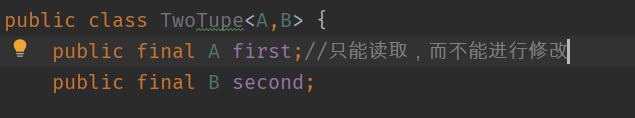 public class TwoTupe<A,B> {
public final A first;//只能读取，而不能进行修改
public final B second;